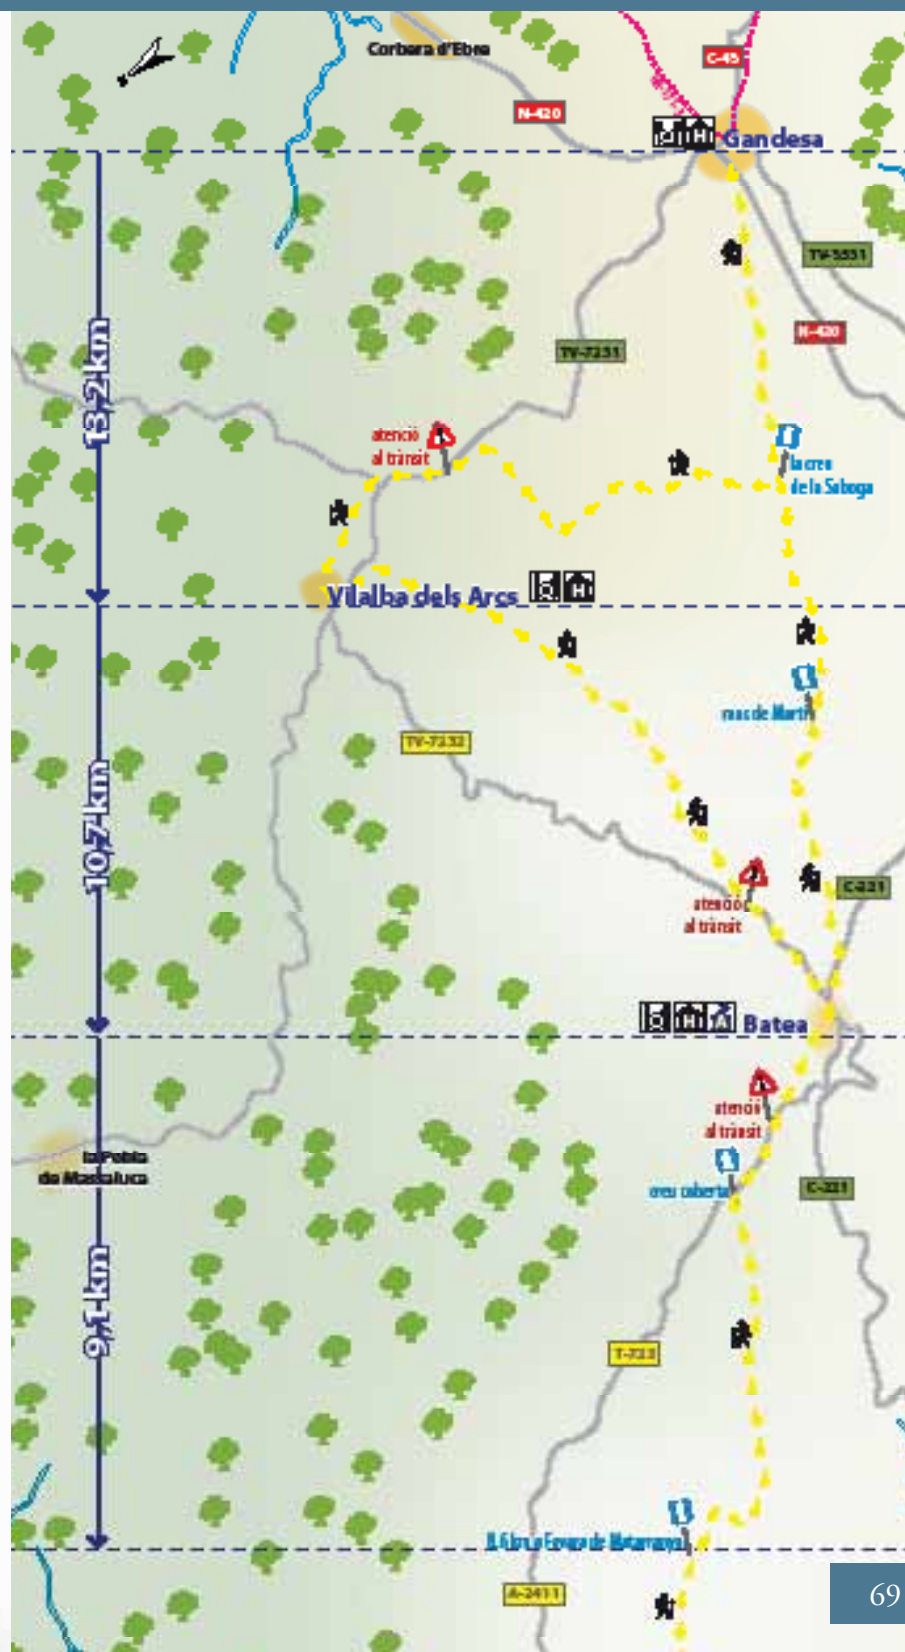 Corbera d'Ebre
C-43
N-420
Gandesa
TV-3531
N-420
TV-7231
13,2 km
atenció
al trànsit
la creu
de la Saboga
Vilalba dels Arcs
mas de Martí
TV-7232
10,7 km
atenció
al trànsit
C-221
Batea
atenció
al trànsit
la Pobla
de Massaluca
creu coberta
C-221
9,1 km
T-723
A-2411
69